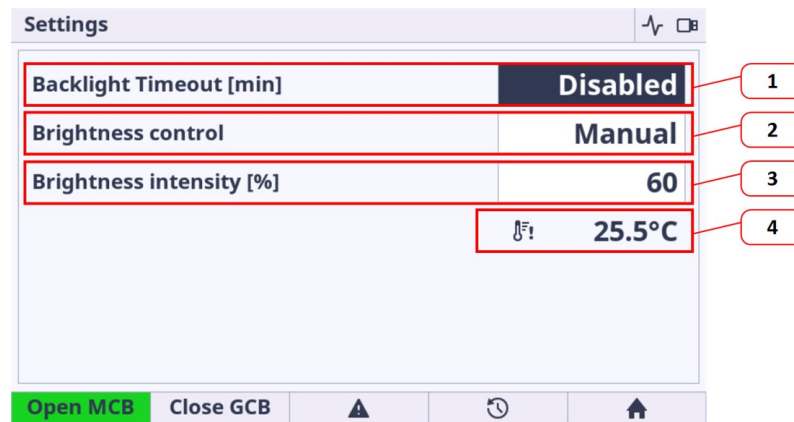 Settings
Backlight Timeout [min] Disabled 1
Brightness control Manual 2
Brightness intensity [%] 60 3
25.5°C 4
Open MCB Close GCB